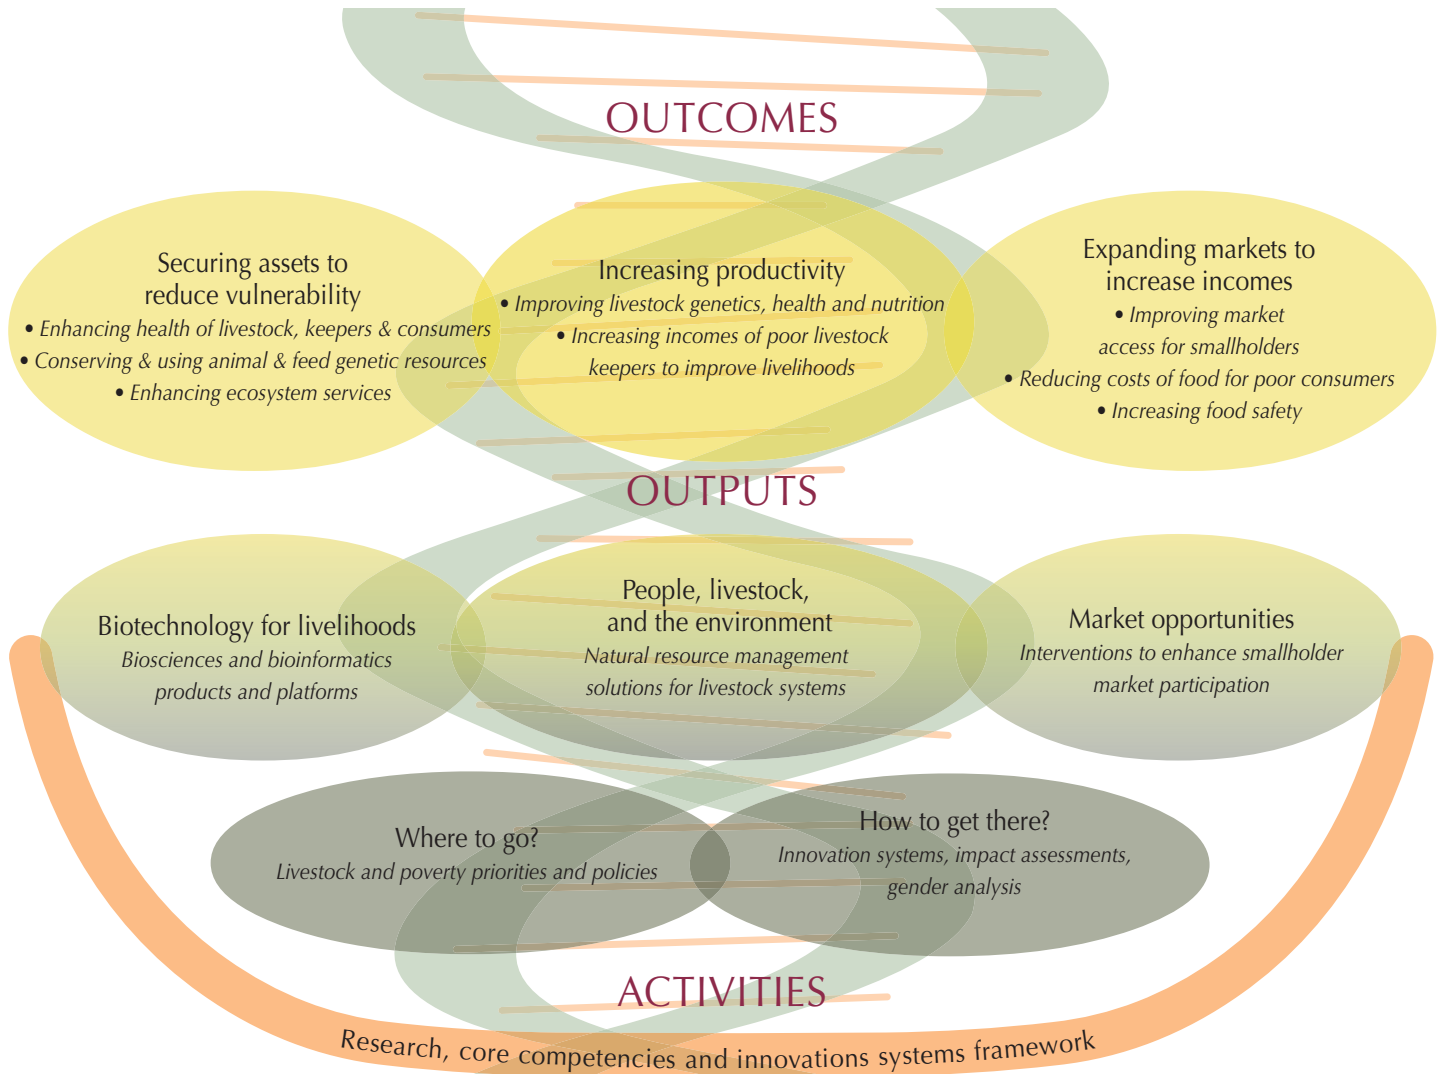 OUTCOMES
Securing assets to
reduce vulnerability
• Enhancing health of livestock, keepers & consumers
• Conserving & using animal & feed genetic resources
• Enhancing ecosystem services
Increasing productivity
• Improving livestock genetics, health and nutrition
• Increasing incomes of poor livestock
keepers to improve livelihoods
Expanding markets to
increase incomes
• Improving market
access for smallholders
• Reducing costs of food for poor consumers
• Increasing food safety
OUTPUTS
Biotechnology for livelihoods
Biosciences and bioinformatics
products and platforms
People, livestock,
and the environment
Natural resource management
solutions for livestock systems
Market opportunities
Interventions to enhance smallholder
market participation
Where to go?
Livestock and poverty priorities and policies
How to get there?
Innovation systems, impact assessments,
gender analysis
ACTIVITIES
Research, core competencies and innovations systems framework